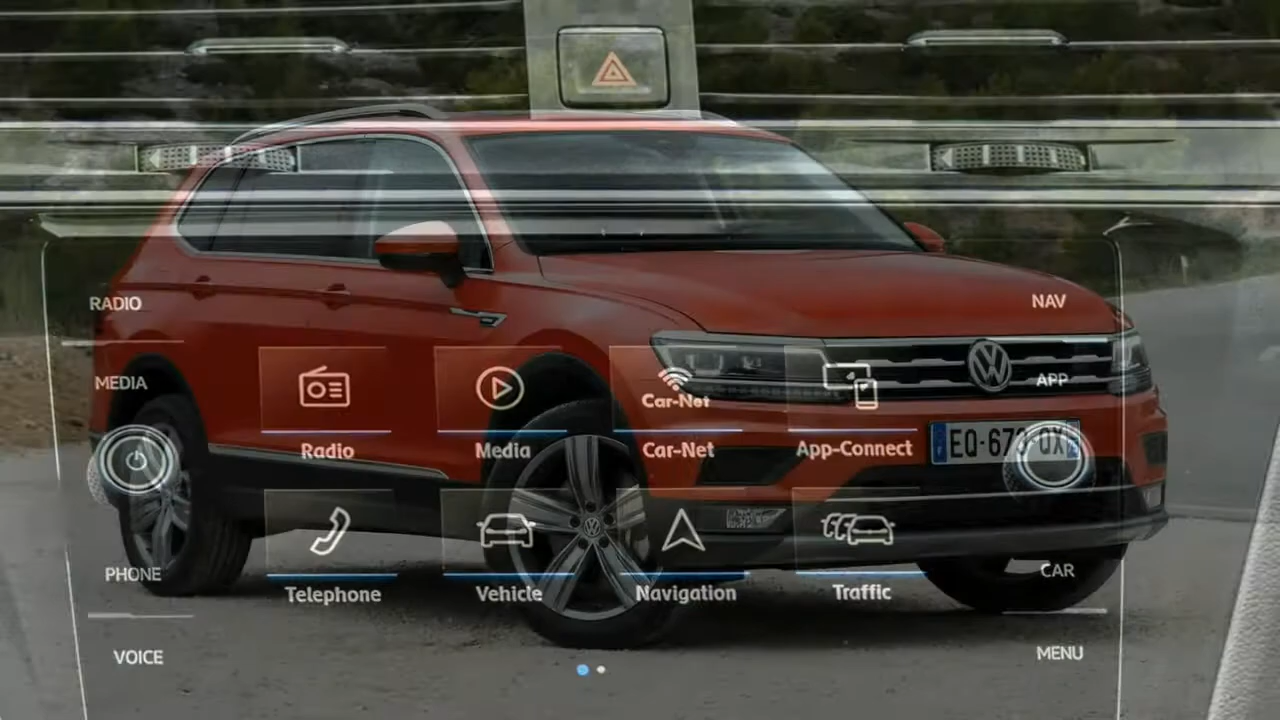 RADIO
NAV
MEDIA
APP
Car-Net
Radio
Media
Car-Net
App-Connect
PHONE
CAR
Telephone
Vehicle
Navigation
Traffic
VOICE
MENU